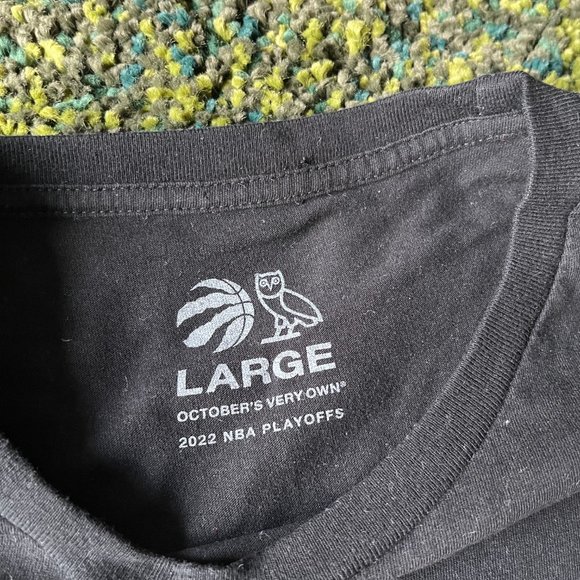 LARGE
OCTOBER'S VERY OWN®
2022 NBA PLAYOFFS